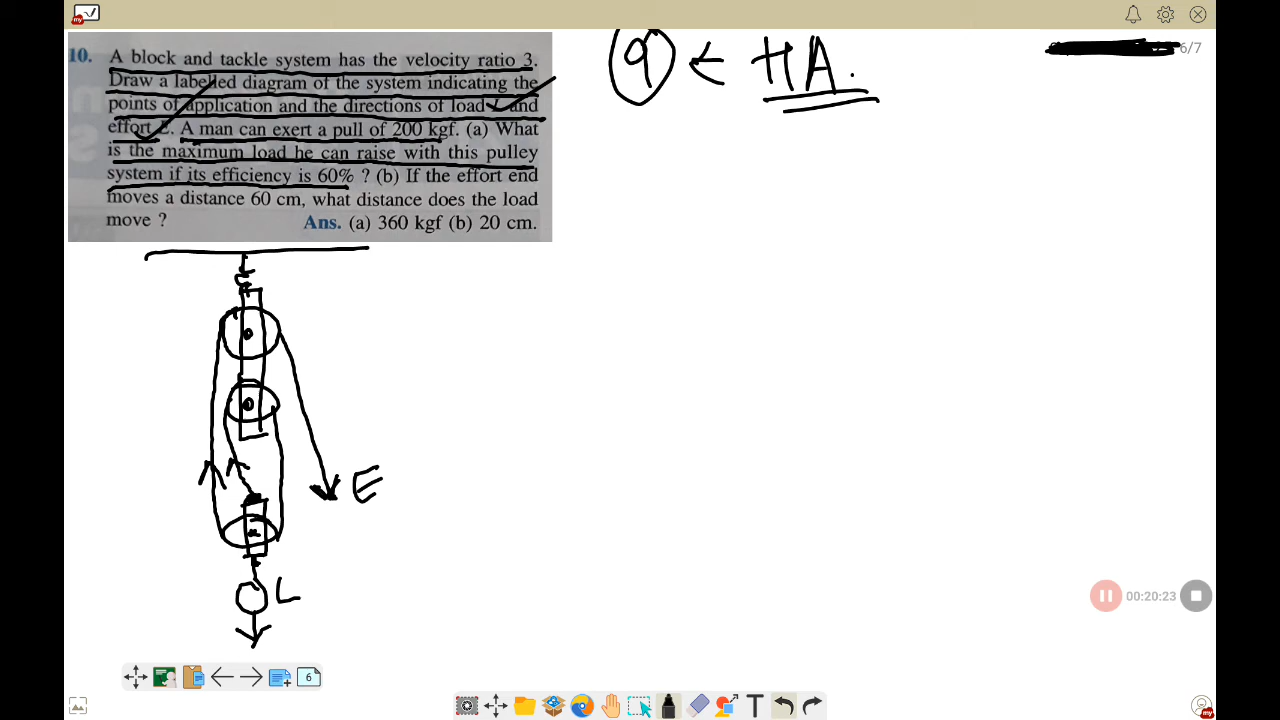 10. A block and tackle system has the velocity ratio 3.
Draw a labelled diagram of the system indicating the
points of application and the directions of load L and
effort E. A man can exert a pull of 200 kgf. (a) What
is the maximum load he can raise with this pulley
system if its efficiency is 60% ? (b) If the effort end
moves a distance 60 cm, what distance does the load
move ? Ans. (a) 360 kgf (b) 20 cm.
9 ← HA.
6/7
E
L
00:20:23
6
T
my
my